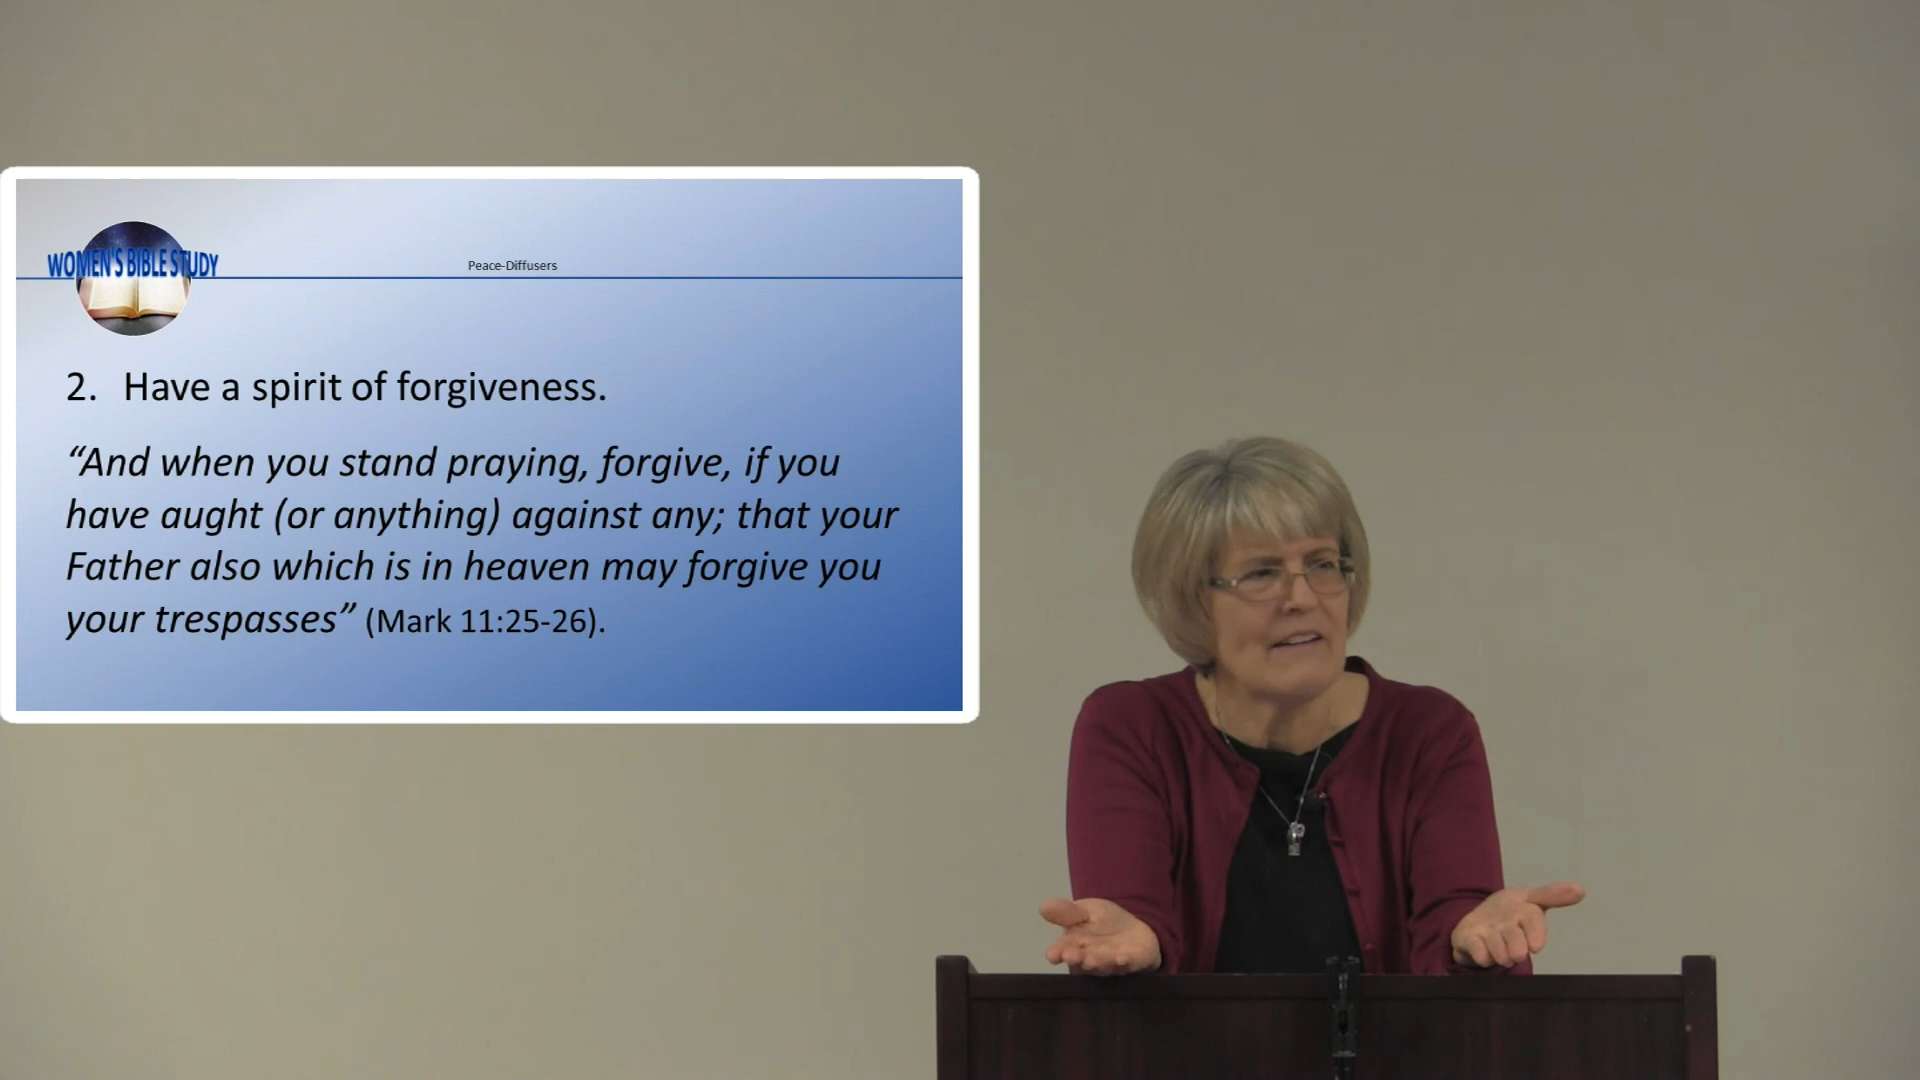 WOMEN'S BIBLE STUDY
Peace-Diffusers
2. Have a spirit of forgiveness.
“And when you stand praying, forgive, if you
have aught (or anything) against any; that your
Father also which is in heaven may forgive you
your trespasses” (Mark 11:25-26).